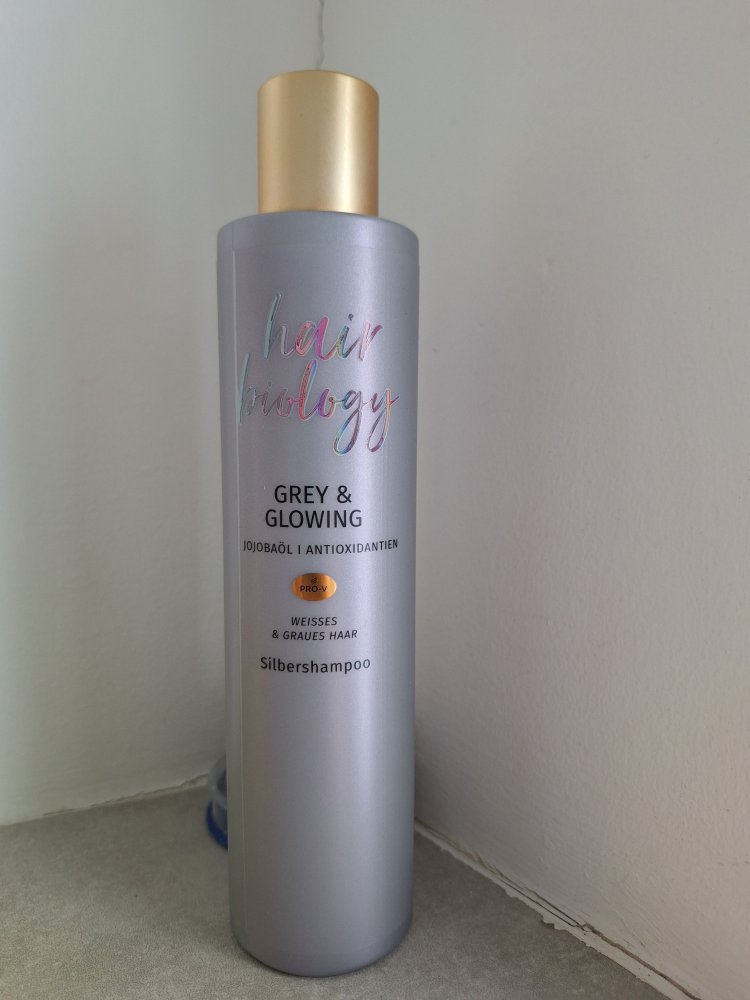 hair
biology
GREY &
GLOWING
JOJOBAÖL I ANTIOXIDANTIEN
PRO-V
WEISSES
& GRAUES HAAR
Silbershampoo